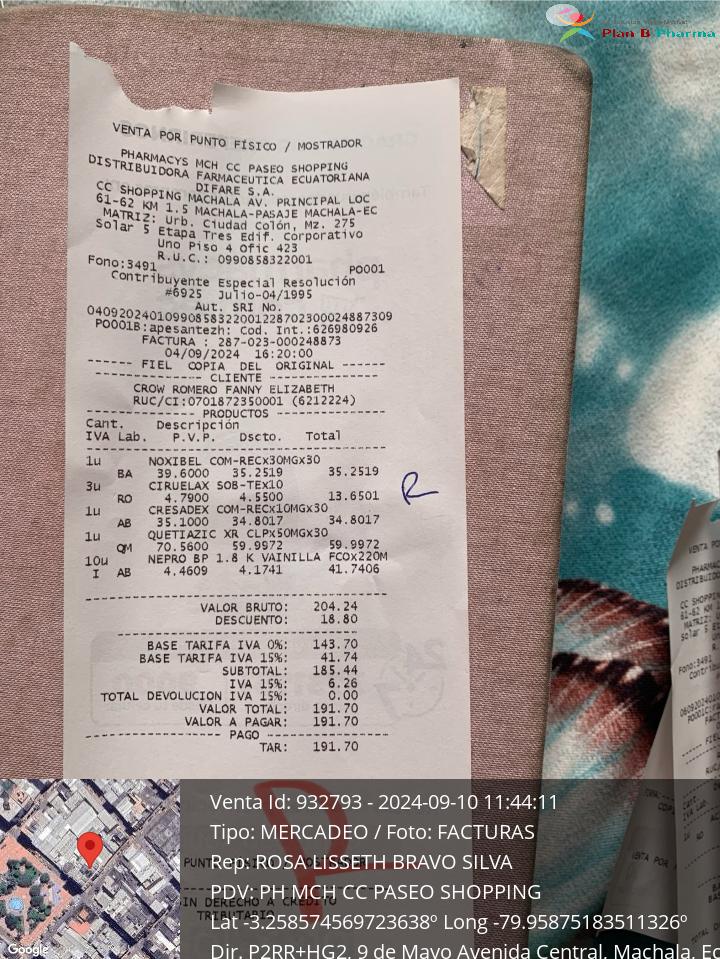 Plan B Pharma
VENTA POR PUNTO FÍSICO / MOSTRADOR
PHARMACYS MCH CC PASEO SHOPPING
DISTRIBUIDORA FARMACEUTICA ECUATORIANA
DIFARE S.A.
CC SHOPPING MACHALA AV. PRINCIPAL LOC
61-62 KM 1.5 MACHALA-PASAJE MACHALA-EC
MATRIZ: Urb. Ciudad Colón, Mz. 275
Solar 5 Etapa Tres Edif. Corporativo
Uno Piso 4 Ofic 423
R.U.C.: 0990858322001
Fono:3491 P0001
Contribuyente Especial Resolución
#6925 Julio-04/1995
Aut. SRI No.
0409202401099085832200122870230002488873​09
P0001B:apesantezh: Cod. Int.:626980926
FACTURA : 287-023-000248873
04/09/2024 16:20:00
------ FIEL COPIA DEL ORIGINAL ------
CLIENTE
CROW ROMERO FANNY ELIZABETH
RUC/CI:0701872350001 (6212224)
PRODUCTOS
Cant. Descripción
IVA Lab. P.V.P. Dscto. Total
1u NOXIBEL COM-RECx30MGx30
BA 39.6000 35.2519 35.2519
3u CIRUELAX SOB-TEx10
RO 4.7900 4.5500 13.6501
1u CRESADEX COM-RECx10MGx30
AB 35.1000 34.8017 34.8017
1u QUETIAZIC XR CLPx50MGx30
QM 70.5600 59.9972 59.9972
10u NEPRO BP 1.8 K VAINILLA FCOx220M
I AB 4.4609 4.1741 41.7406
R
VALOR BRUTO: 204.24
DESCUENTO: 18.80
BASE TARIFA IVA 0%: 143.70
BASE TARIFA IVA 15%: 41.74
SUBTOTAL: 185.44
IVA 15%: 6.26
TOTAL DEVOLUCION IVA 15%: 0.00
VALOR TOTAL: 191.70
VALOR A PAGAR: 191.70
PAGO
TAR: 191.70
IN DERECHO A CREDITO
TRIBUTARIO
Google
Venta Id: 932793 - 2024-09-10 11:44:11
Tipo: MERCADEO / Foto: FACTURAS
Rep: ROSA LISSETH BRAVO SILVA
PDV: PH MCH CC PASEO SHOPPING
Lat -3.258574569723638º Long -79.95875183511326º
Dir. P2RR+HG2, 9 de Mayo Avenida Central, Machala, Ec